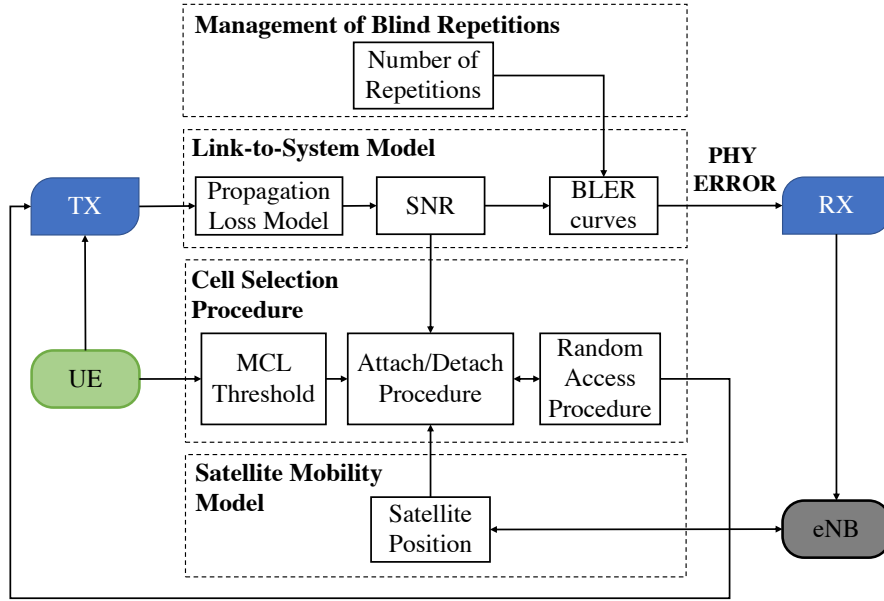 Management of Blind Repetitions
Number of
Repetitions
Link-to-System Model
PHY
ERROR
TX
Propagation
Loss Model
SNR
BLER
curves
RX
Cell Selection
Procedure
UE
MCL
Threshold
Attach/Detach
Procedure
Random
Access
Procedure
Satellite Mobility
Model
Satellite
Position
eNB